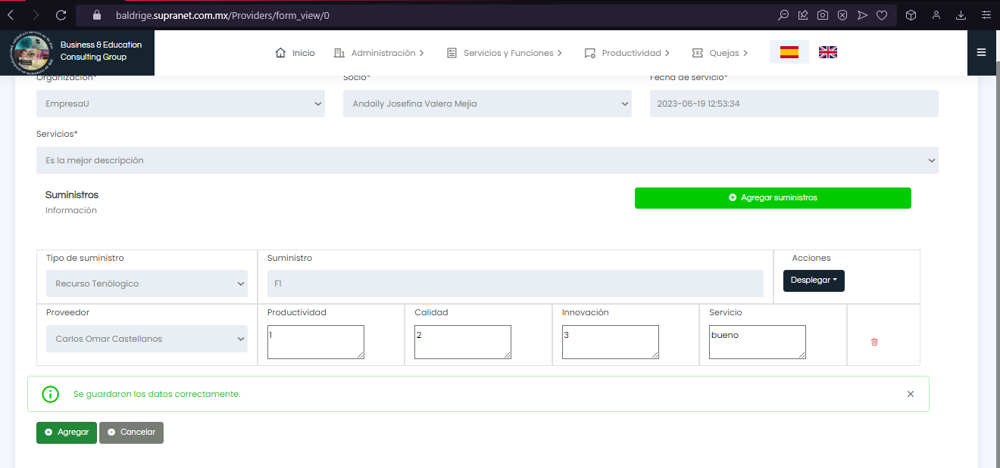 baldrige.supranet.com.mx/Providers/form_view/0
Business & Education
Consulting Group
Inicio
Administración
Servicios y Funciones
Productividad
Quejas
Organización*
Socio*
Fecha de servicio*
EmpresaU
Andaily Josefina Valera Mejia
2023-06-19 12:53:34
Servicios*
Es la mejor descripción
Suministros
Información
Agregar suministros
Tipo de suministro
Suministro
Acciones
Recurso Tenólogico
F1
Desplegar
Proveedor
Productividad
Calidad
Innovación
Servicio
Carlos Omar Castellanos
1
2
3
bueno
Se guardaron los datos correctamente.
Agregar
Cancelar